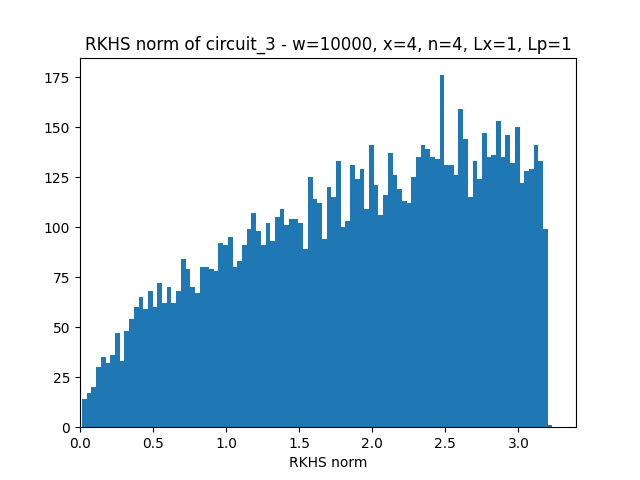 RKHS norm of circuit_3 - w=10000, x=4, n=4, Lx=1, Lp=1
175
150
125
100
75
50
25
0
0.0 0.5 1.0 1.5 2.0 2.5 3.0
RKHS norm